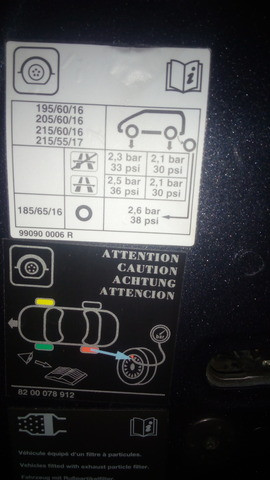 195/60/16
205/60/16
215/60/16
215/55/17
2,3 bar 2,1 bar
33 psi 30 psi
2,5 bar 2,1 bar
36 psi 30 psi
185/65/16 2,6 bar
38 psi
99090 0006 R
ATTENTION
CAUTION
ACHTUNG
ATTENCION
82 00 078 912
Véhicule équipé d'un filtre à particules.
Vehicles fitted with exhaust particle filter.
Fahrzeug mit Rußpartikelfilter